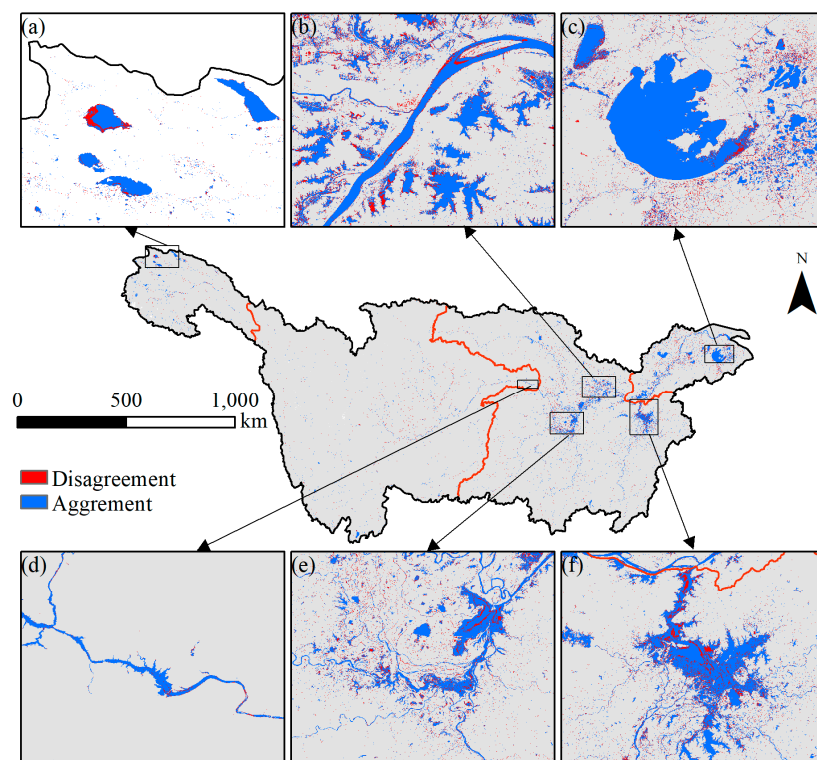 (a)
(b)
(c)
N
0 500 1,000
km
Disagreement
Aggrement
(d)
(e)
(f)